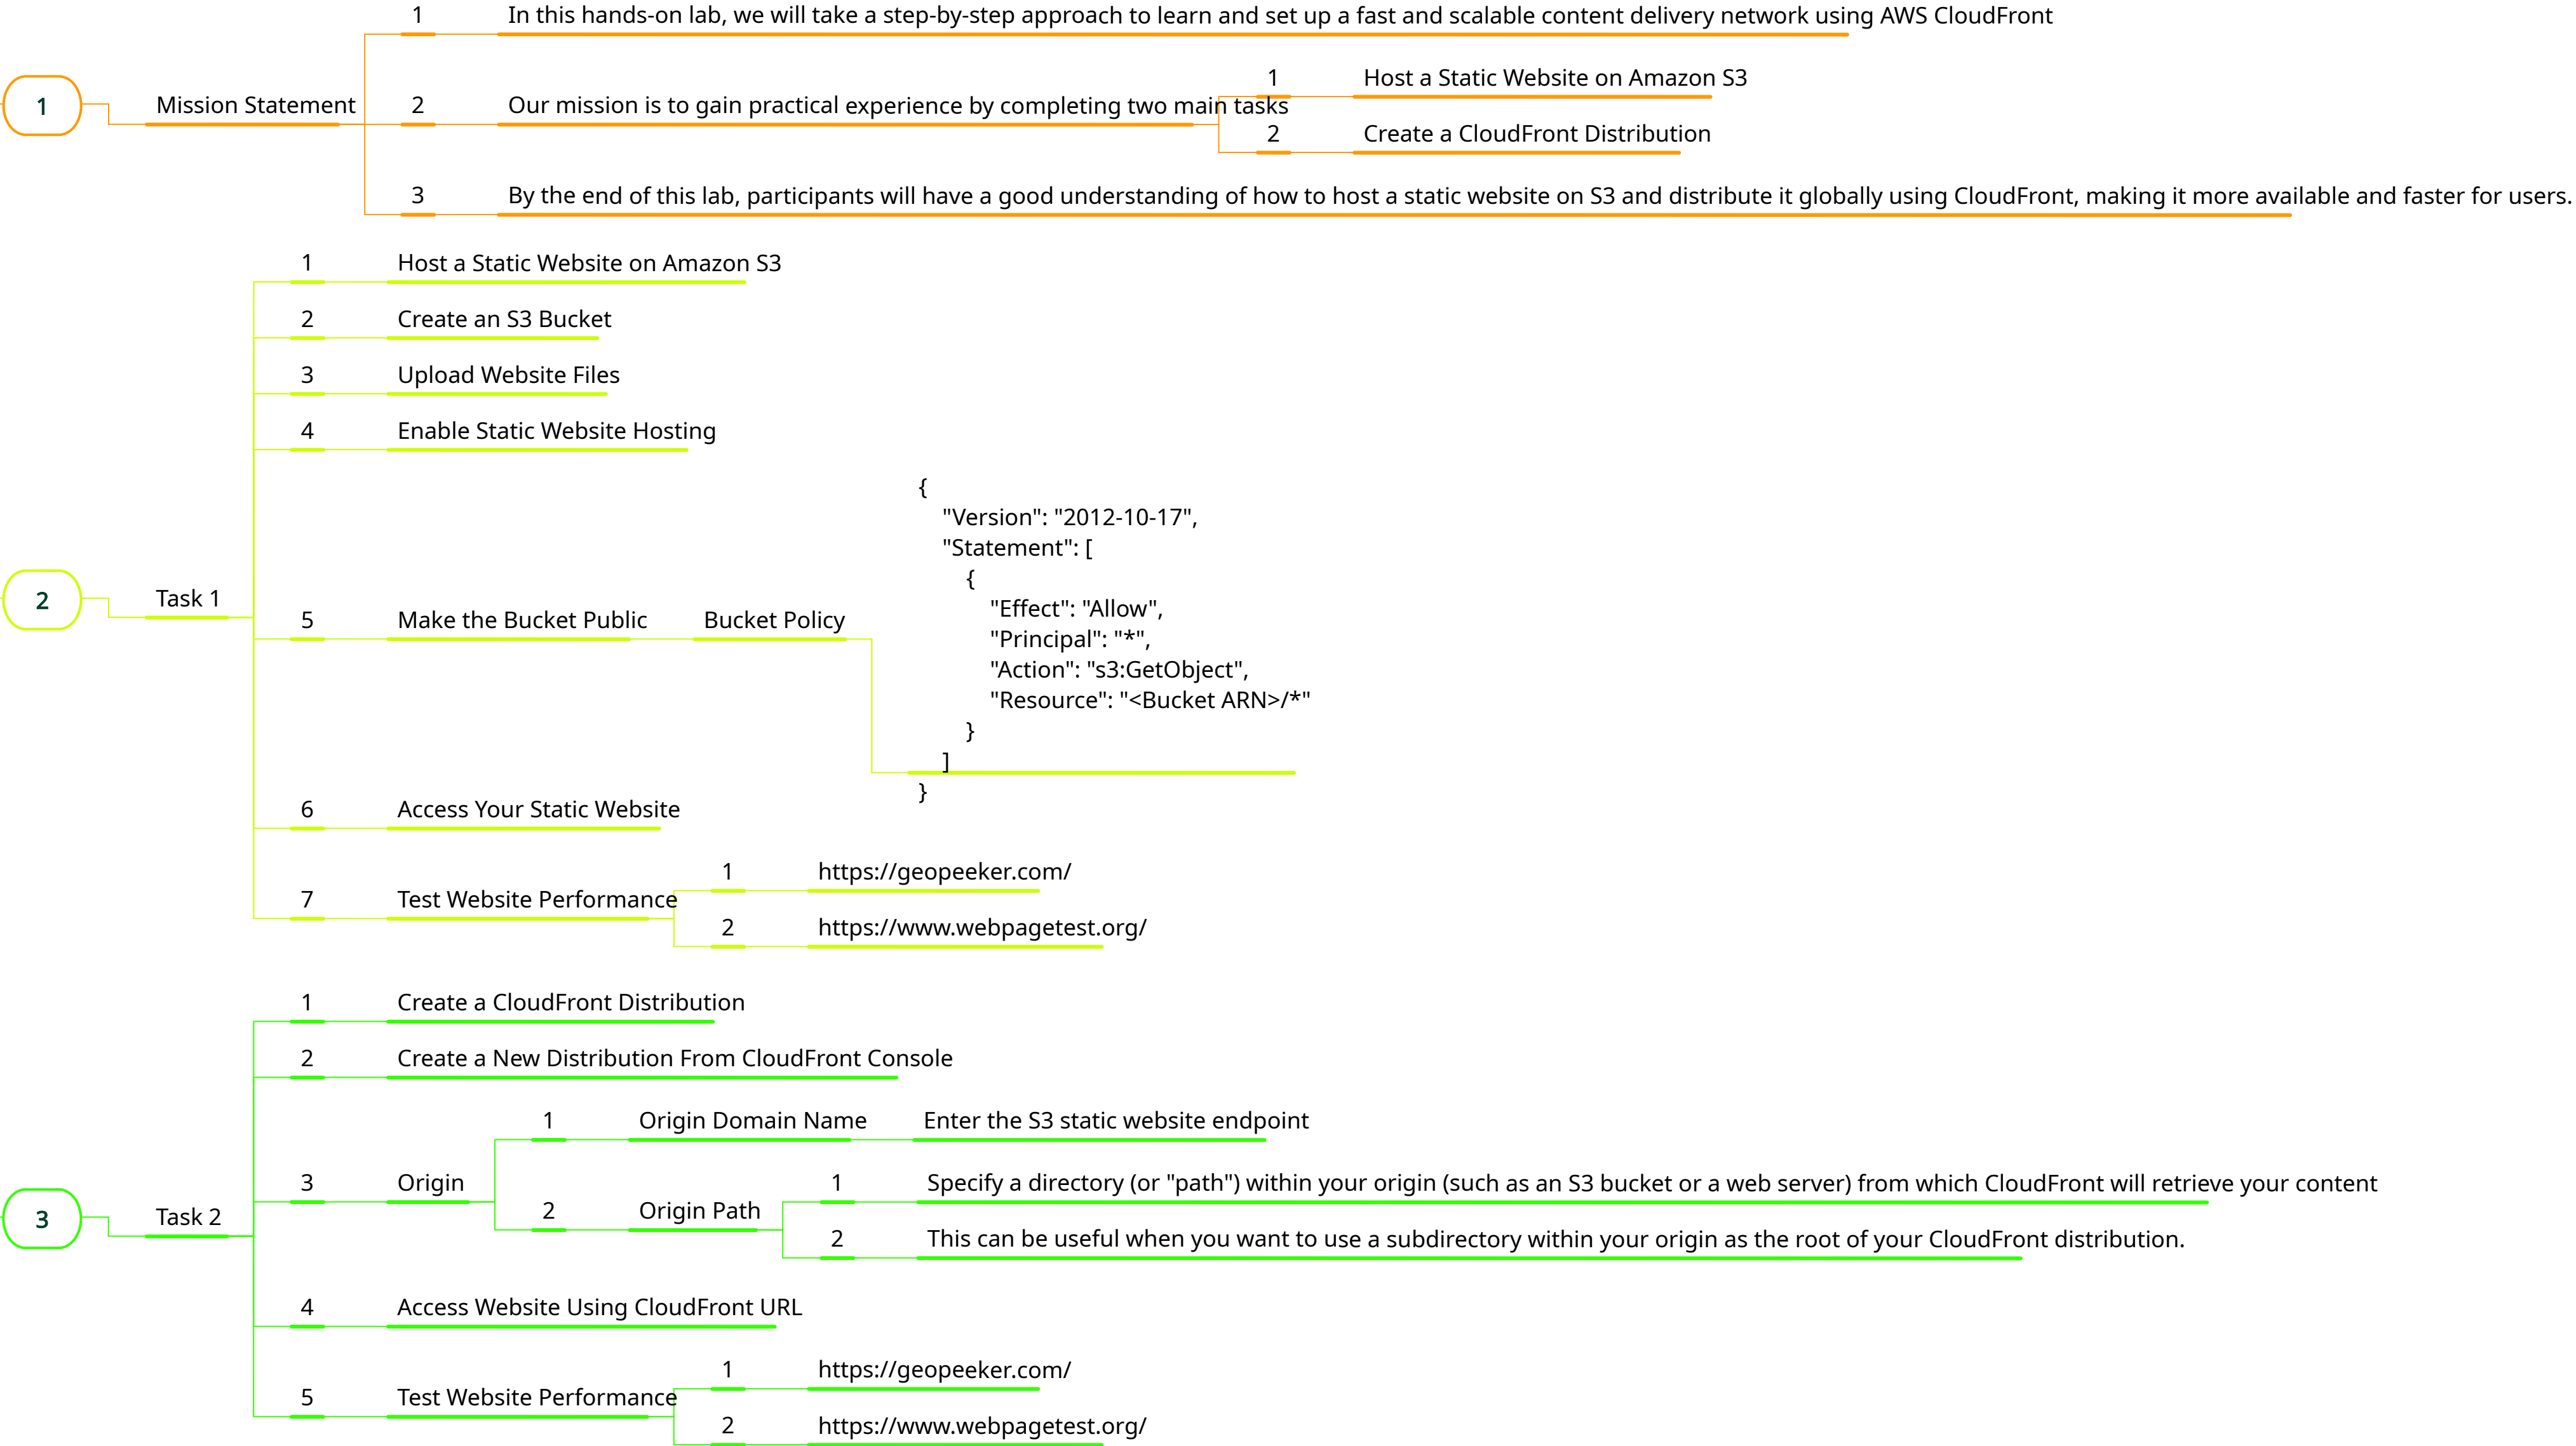 1
Mission Statement
1
In this hands-on lab, we will take a step-by-step approach to learn and set up a fast and scalable content delivery network using AWS CloudFront
2
Our mission is to gain practical experience by completing two main tasks
1
Host a Static Website on Amazon S3
2
Create a CloudFront Distribution
3
By the end of this lab, participants will have a good understanding of how to host a static website on S3 and distribute it globally using CloudFront, making it more available and faster for users.
2
Task 1
1
Host a Static Website on Amazon S3
2
Create an S3 Bucket
3
Upload Website Files
4
Enable Static Website Hosting
5
Make the Bucket Public
Bucket Policy
{
    "Version": "2012-10-17",
    "Statement": [
        {
            "Effect": "Allow",
            "Principal": "*",
            "Action": "s3:GetObject",
            "Resource": "<Bucket ARN>/*"
        }
    ]
}
6
Access Your Static Website
7
Test Website Performance
1
https://geopeeker.com/
2
https://www.webpagetest.org/
3
Task 2
1
Create a CloudFront Distribution
2
Create a New Distribution From CloudFront Console
3
Origin
1
Origin Domain Name
Enter the S3 static website endpoint
2
Origin Path
1
Specify a directory (or "path") within your origin (such as an S3 bucket or a web server) from which CloudFront will retrieve your content
2
This can be useful when you want to use a subdirectory within your origin as the root of your CloudFront distribution.
4
Access Website Using CloudFront URL
5
Test Website Performance
1
https://geopeeker.com/
2
https://www.webpagetest.org/